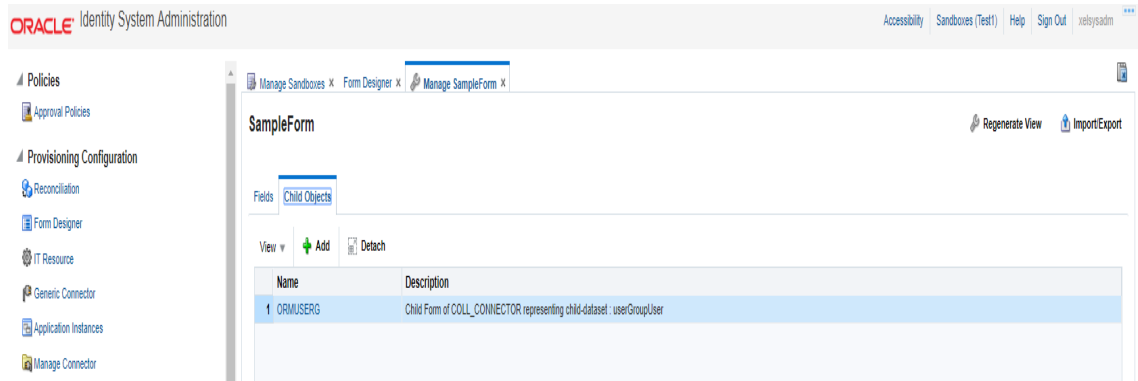 ORACLE Identity System Administration
Accessibility Sandboxes (Test1) Help Sign Out xelsysadm
Policies
Approval Policies
Provisioning Configuration
Reconciliation
Form Designer
IT Resource
Generic Connector
Application Instances
Manage Connector
Manage Sandboxes × Form Designer × Manage SampleForm ×
SampleForm
Regenerate View Import/Export
Fields Child Objects
View Add Detach
Name Description
1 ORMUSERG Child Form of COLL_CONNECTOR representing child-dataset : userGroupUser